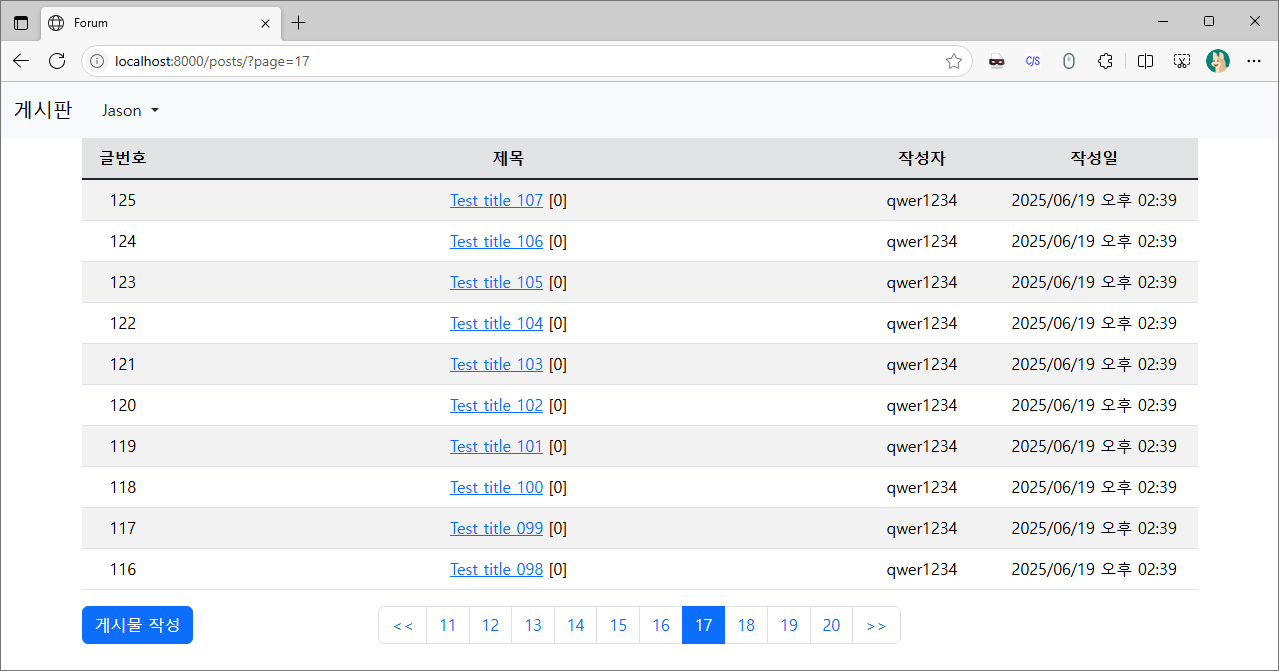 Forum
localhost:8000/posts/?page=17
C/S
게시판 Jason
글번호 제목 작성자 작성일
125 Test title 107 [0] qwer1234 2025/06/19 오후 02:39
124 Test title 106 [0] qwer1234 2025/06/19 오후 02:39
123 Test title 105 [0] qwer1234 2025/06/19 오후 02:39
122 Test title 104 [0] qwer1234 2025/06/19 오후 02:39
121 Test title 103 [0] qwer1234 2025/06/19 오후 02:39
120 Test title 102 [0] qwer1234 2025/06/19 오후 02:39
119 Test title 101 [0] qwer1234 2025/06/19 오후 02:39
118 Test title 100 [0] qwer1234 2025/06/19 오후 02:39
117 Test title 099 [0] qwer1234 2025/06/19 오후 02:39
116 Test title 098 [0] qwer1234 2025/06/19 오후 02:39
게시물 작성 << 11 12 13 14 15 16 17 18 19 20 >>